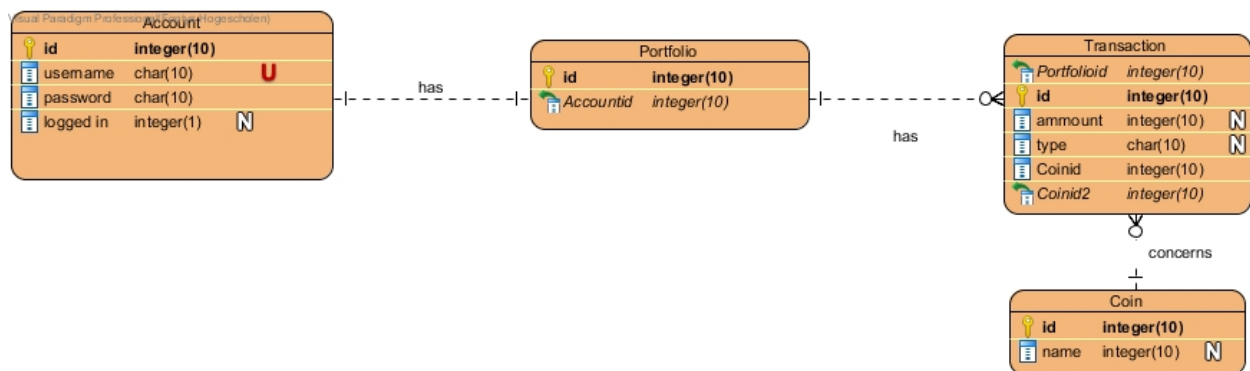 Visual Paradigm Professional(Fontys Hogescholen)
Account
id integer(10)
username char(10) U
password char(10)
logged in integer(1) N
has
Portfolio
id integer(10)
Accountid integer(10)
has
Transaction
Portfolioid integer(10)
id integer(10)
ammount integer(10) N
type char(10) N
Coinid integer(10)
Coinid2 integer(10)
concerns
Coin
id integer(10)
name integer(10) N